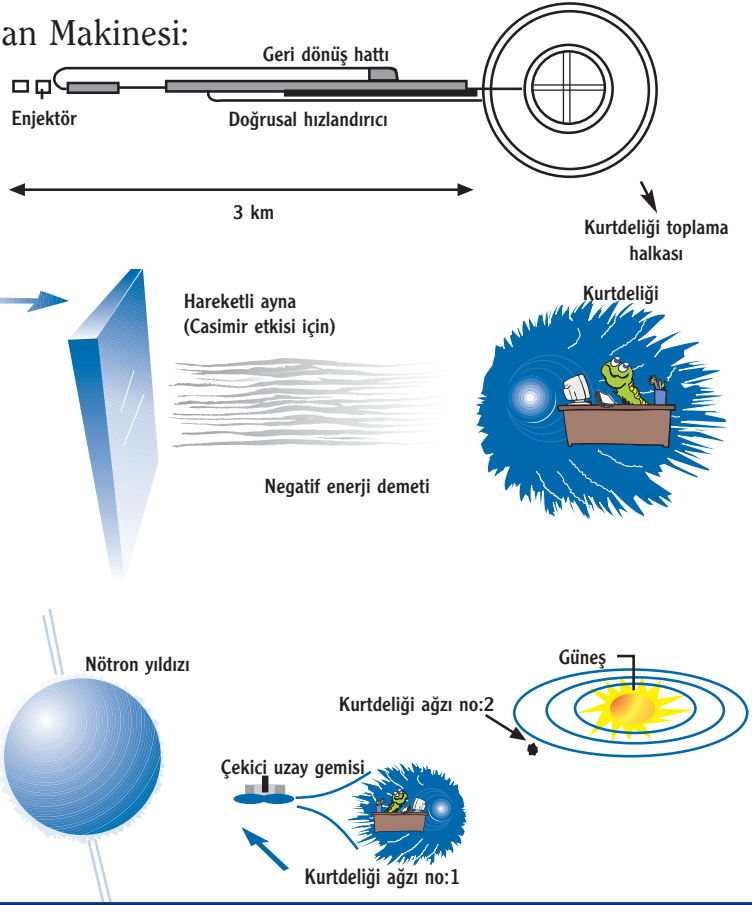 an Makinesi:
Geri dönüş hattı
Enjektör
Doğrusal hızlandırıcı
3 km
Kurtdeliği toplama
halkası
Hareketli ayna
(Casimir etkisi için)
Kurtdeliği
Negatif enerji demeti
Nötron yıldızı
Güneş
Kurtdeliği ağzı no:2
Çekici uzay gemisi
Kurtdeliği ağzı no:1